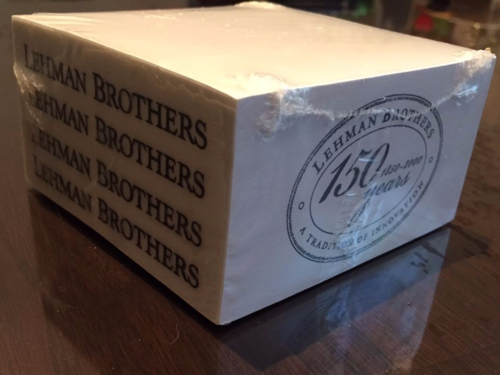 LEHMAN BROTHERS
LEHMAN BROTHERS
LEHMAN BROTHERS
LEHMAN BROTHERS
LEHMAN BROTHERS
150 1850-2000
years
A TRADITION OF INNOVATION